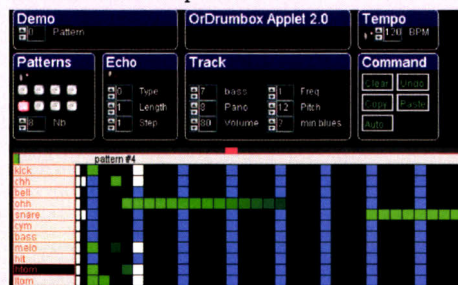 Demo
OrDrumbox Applet 2.0
Tempo
0 Pattern
120 BPM
Patterns
Echo
Track
Command
0 Type
7 bass
1 Freq
Clear Undo
1 Length
8 Pano
12 Pitch
Copy Paste
8 Nb
1 Step
80 Volume
7 min.blues
Auto
pattern #4
kick
chh
bell
ohh
snare
cym
bass
melo
hit
ltom